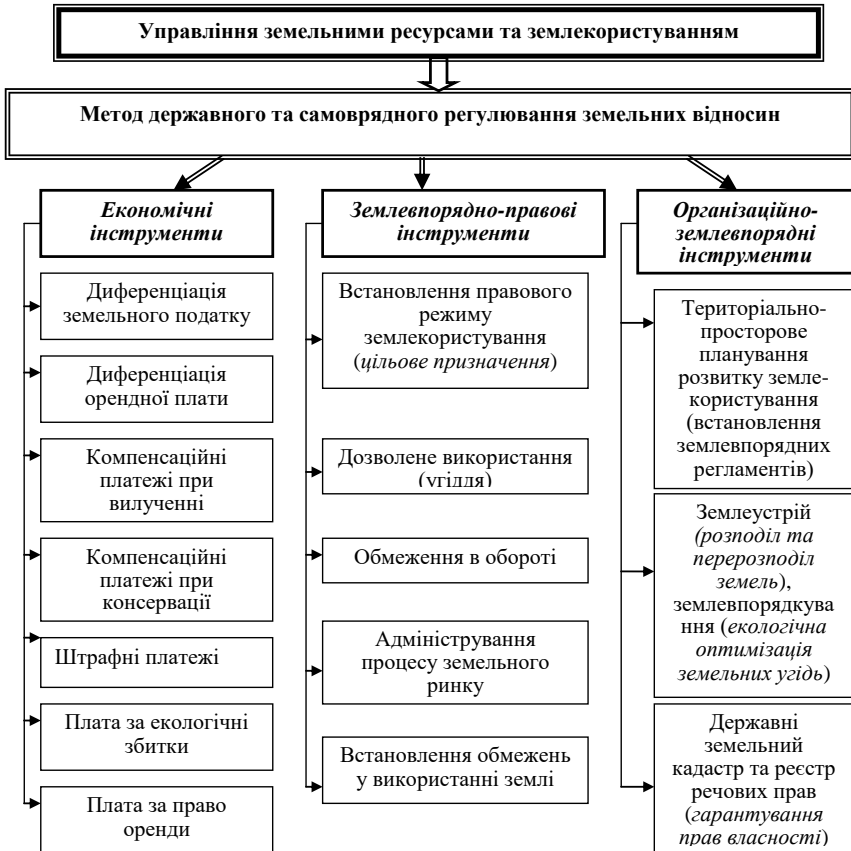 Управління земельними ресурсами та землекористуванням
Метод державного та самоврядного регулювання земельних відносин
Економічні
інструменти
Диференціація
земельного податку
Диференціація
орендної плати
Компенсаційні
платежі при
вилученні
Компенсаційні
платежі при
консервації
Штрафні платежі
Плата за екологічні
збитки
Плата за право
оренди
Землевпорядно-правові
інструменти
Встановлення правового
режиму
землекористування
(цільове призначення)
Дозволене використання
(угіддя)
Обмеження в обороті
Адміністрування
процесу земельного
ринку
Встановлення обмежень
у використанні землі
Організаційно-
землевпорядні
інструменти
Територіально-
просторове
планування
розвитку земле-
користування
(встановлення
землевпорядних
регламентів)
Землеустрій
(розподіл та
перерозподіл
земель),
землевпорядкува
ння (екологічна
оптимізація
земельних угідь)
Державні
земельний
кадастр та реєстр
речових прав
(гарантування
прав власності)